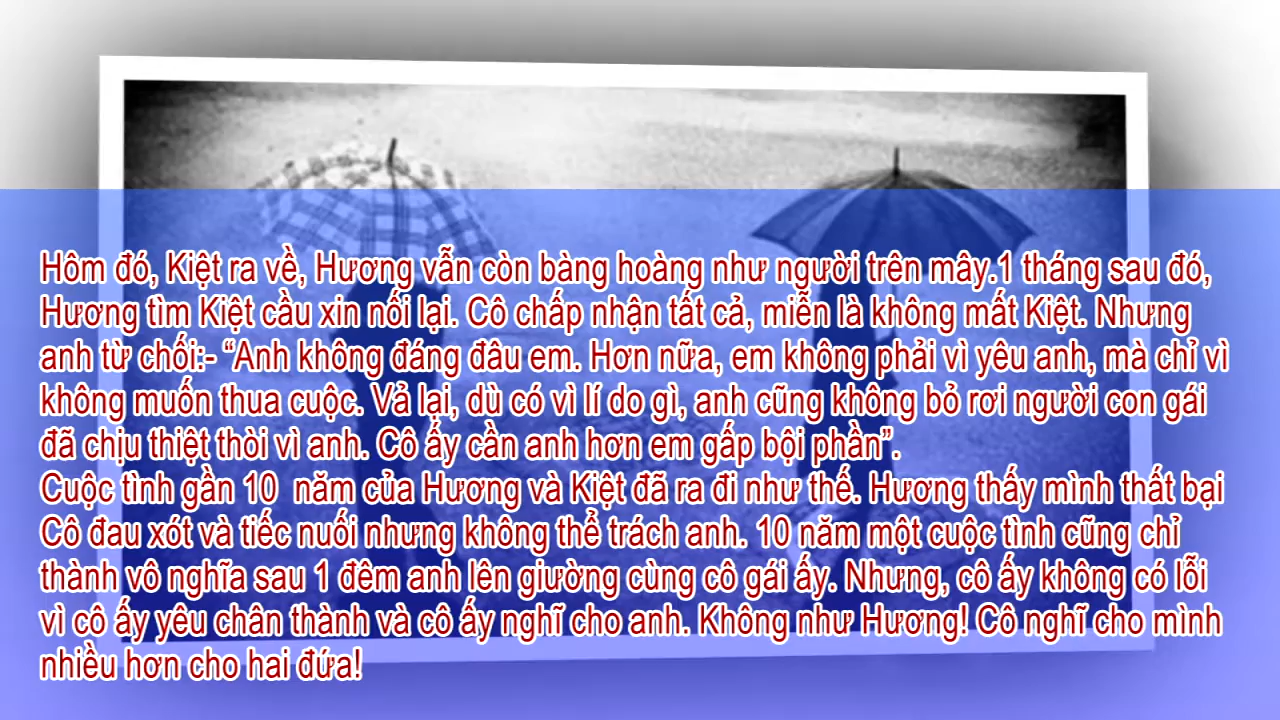 Hôm đó, Kiệt ra về, Hương vẫn còn bàng hoàng như người trên mây.1 tháng sau đó,
Hương tìm Kiệt cầu xin nối lại. Cô chấp nhận tất cả, miễn là không mất Kiệt. Nhưng
anh từ chối:- “Anh không đáng đâu em. Hơn nữa, em không phải vì yêu anh, mà chỉ vì
không muốn thua cuộc. Vả lại, dù có vì lí do gì, anh cũng không bỏ rơi người con gái
đã chịu thiệt thòi vì anh. Cô ấy cần anh hơn em gấp bội phần”.
Cuộc tình gần 10  năm của Hương và Kiệt đã ra đi như thế. Hương thấy mình thất bại
Cô đau xót và tiếc nuối nhưng không thể trách anh. 10 năm một cuộc tình cũng chỉ
thành vô nghĩa sau 1 đêm anh lên giường cùng cô gái ấy. Nhưng, cô ấy không có lỗi
vì cô ấy yêu chân thành và cô ấy nghĩ cho anh. Không như Hương! Cô nghĩ cho mình
nhiều hơn cho hai đứa!